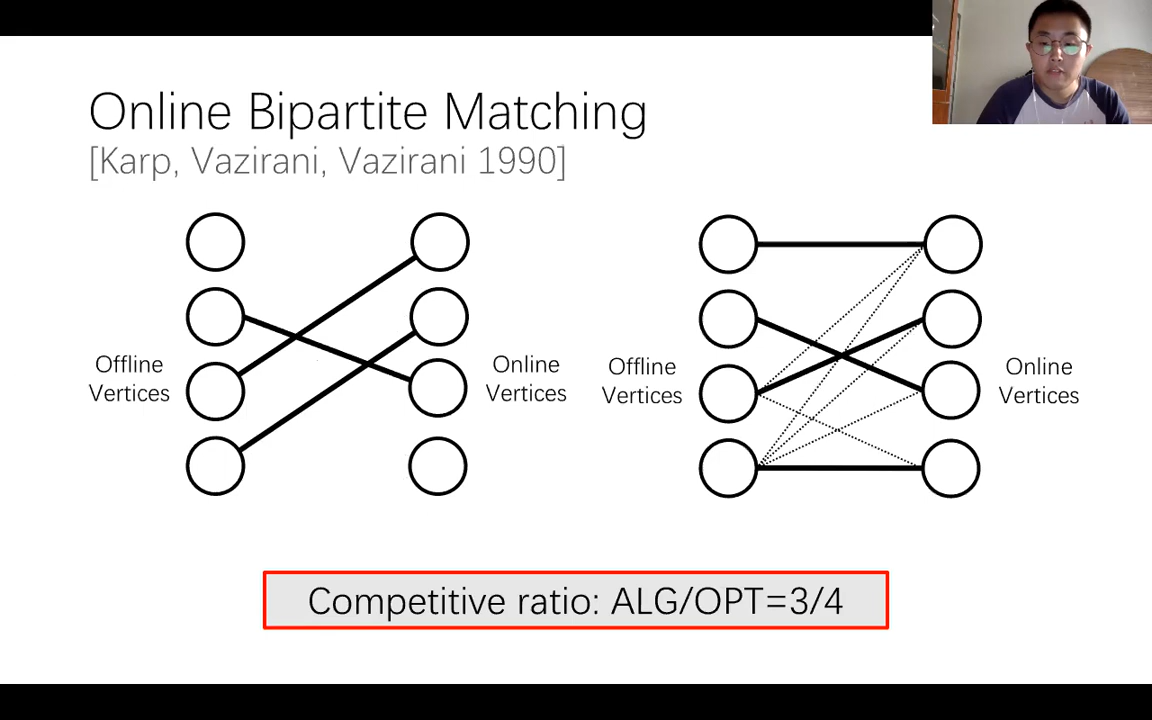 Online Bipartite Matching
[Karp, Vazirani, Vazirani 1990]
Offline
Vertices
Online
Vertices
Offline
Vertices
Online
Vertices
Competitive ratio: ALG/OPT=3/4